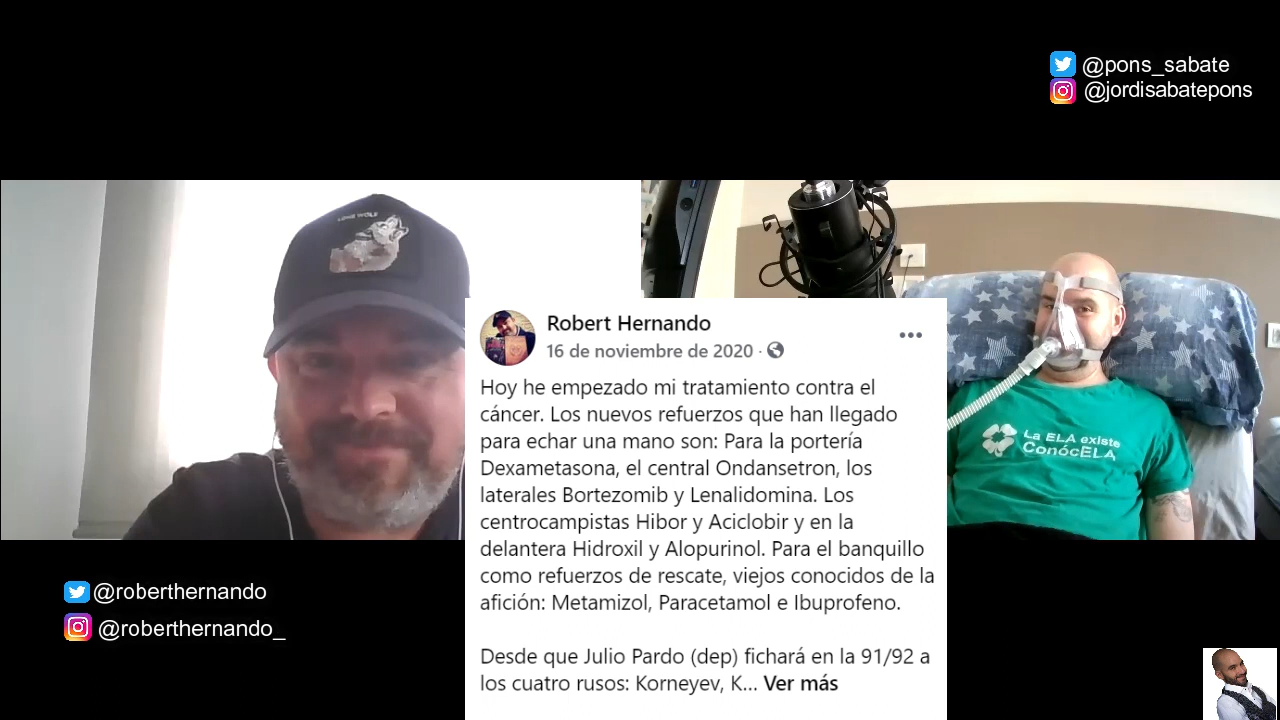 @pons_sabate
@jordisabatepons
LONE WOLF
La ELA existe
ConócELA
Robert Hernando
16 de noviembre de 2020 ·
Hoy he empezado mi tratamiento contra el
cáncer. Los nuevos refuerzos que han llegado
para echar una mano son: Para la portería
Dexametasona, el central Ondansetron, los
laterales Bortezomib y Lenalidomina. Los
centrocampistas Hibor y Aciclobir y en la
delantera Hidroxil y Alopurinol. Para el banquillo
como refuerzos de rescate, viejos conocidos de la
afición: Metamizol, Paracetamol e Ibuprofeno.
Desde que Julio Pardo (dep) fichará en la 91/92 a
los cuatro rusos: Korneyev, K... Ver más
@roberthernando
@roberthernando_